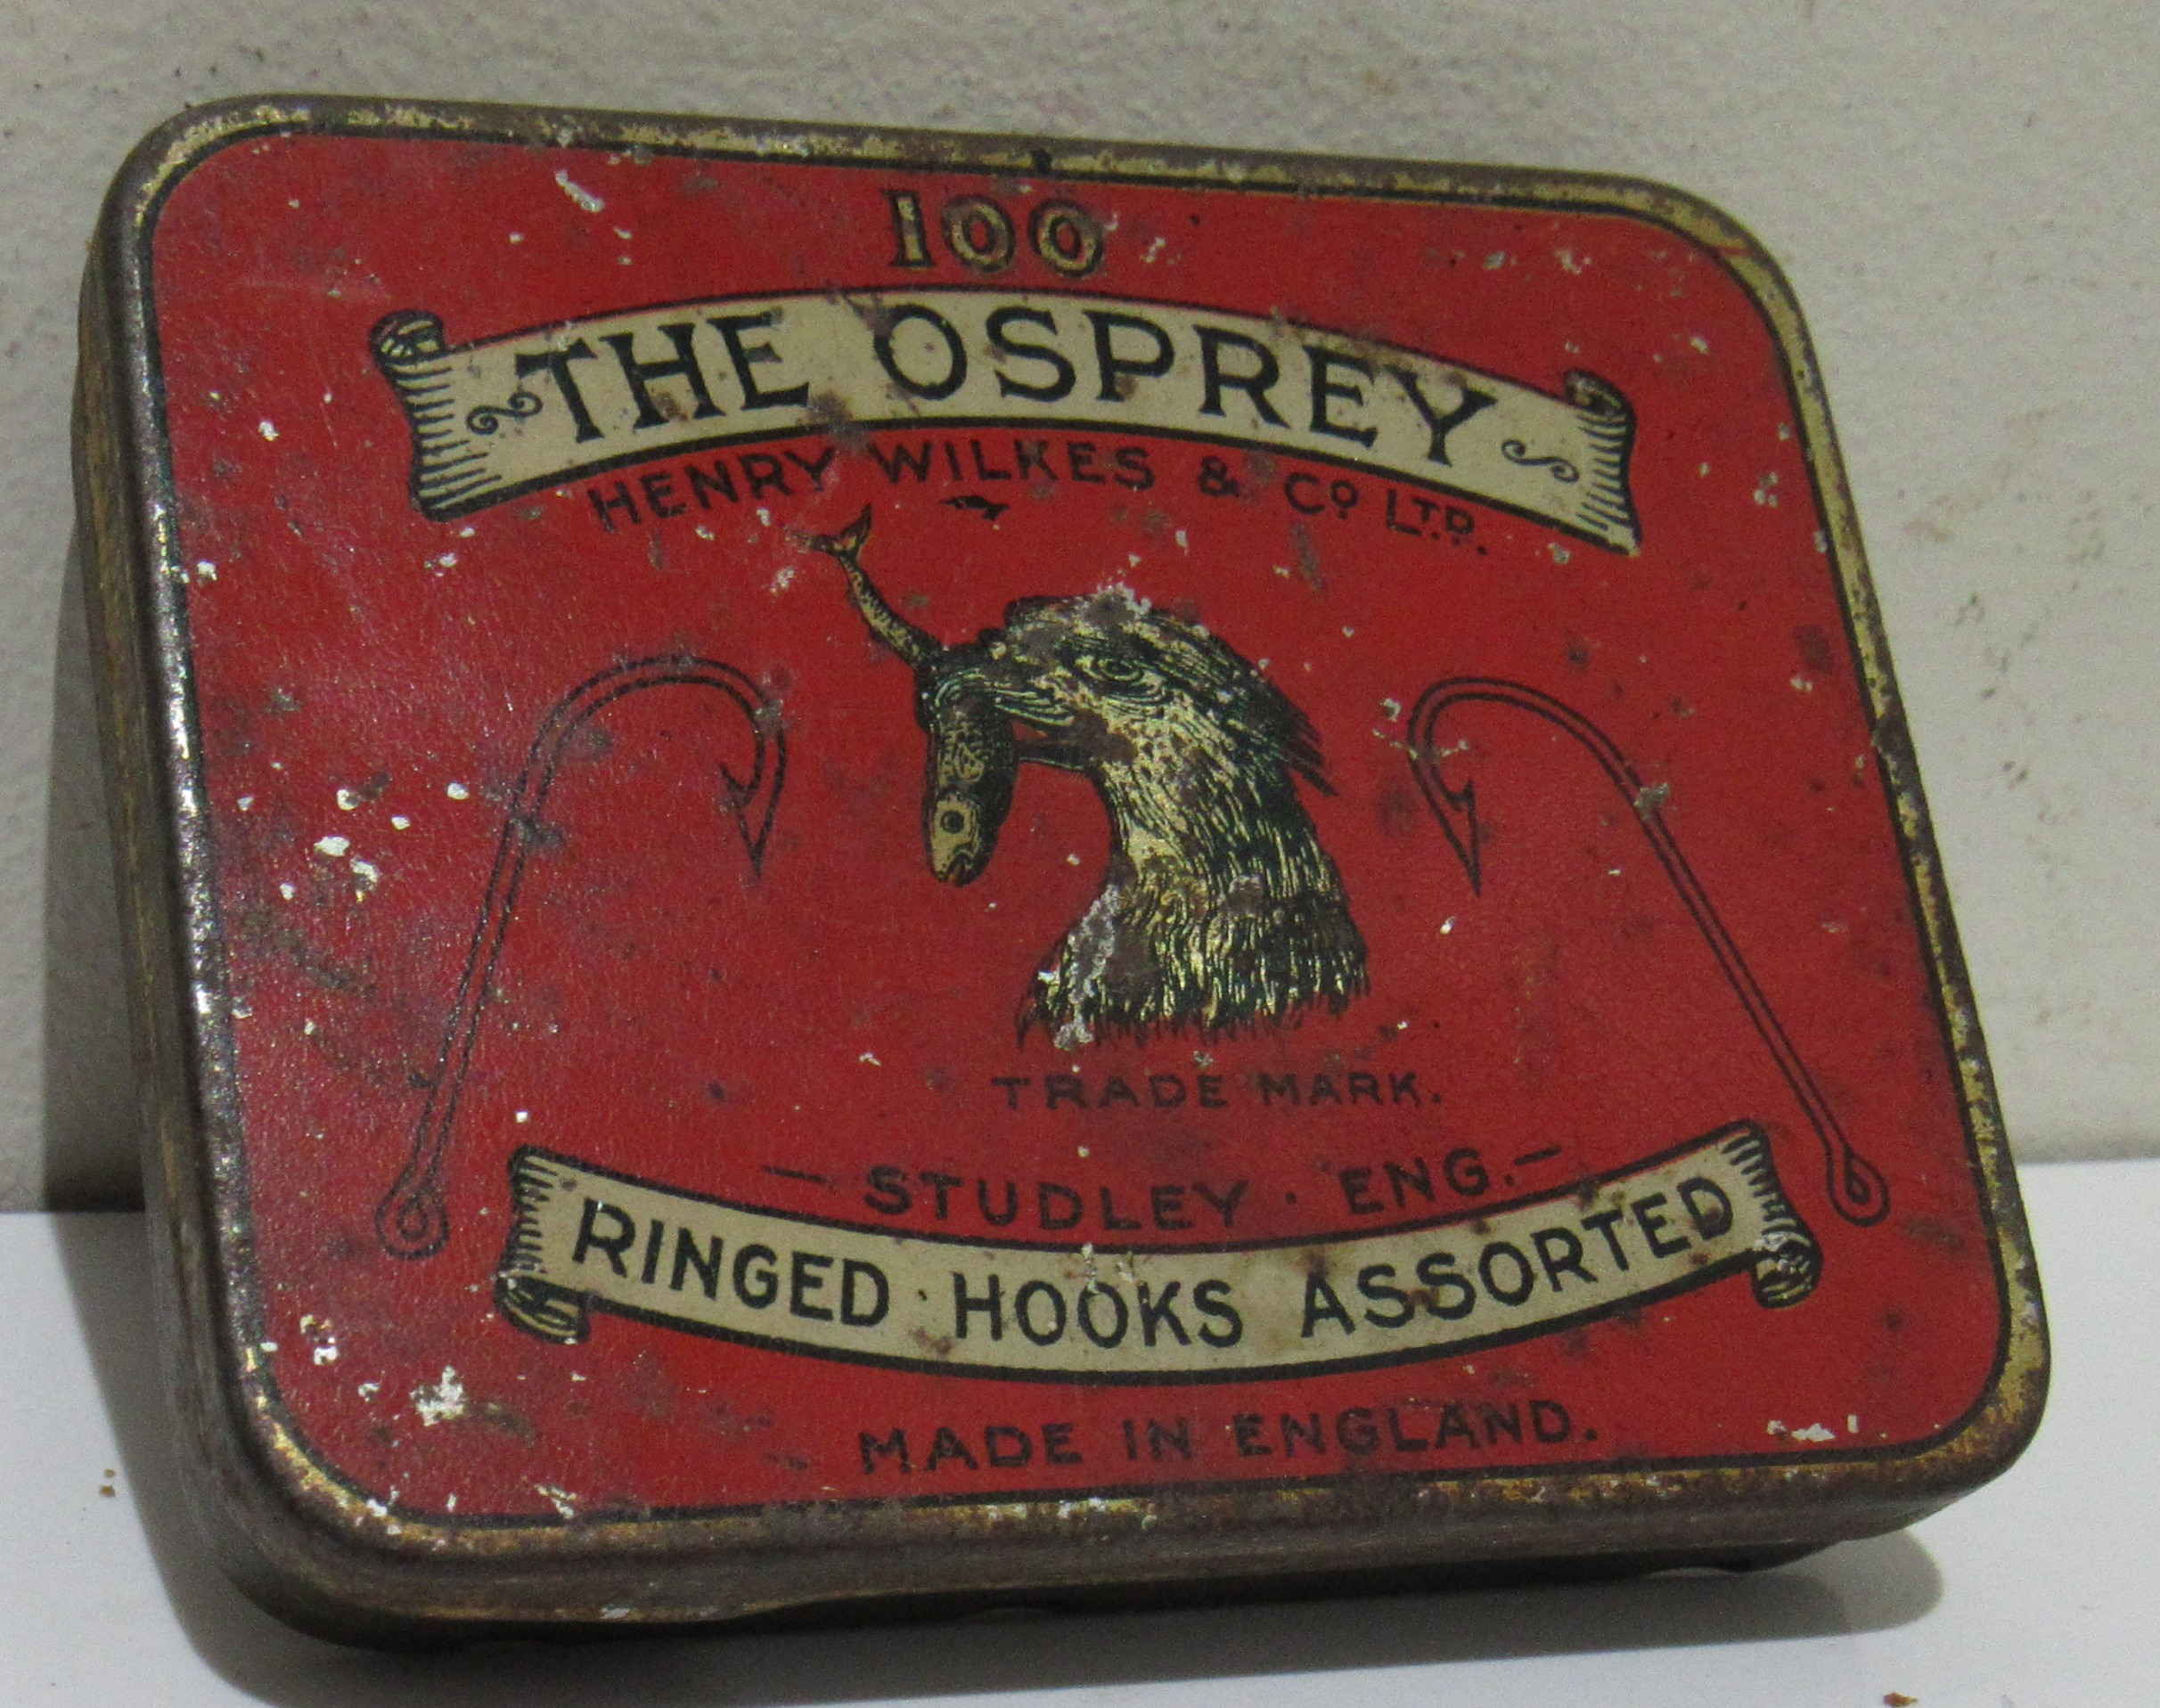 100
THE OSPREY
HENRY WILKES & Co LTD.
TRADE MARK.
— STUDLEY · ENG. —
RINGED · HOOKS ASSORTED
MADE IN ENGLAND.